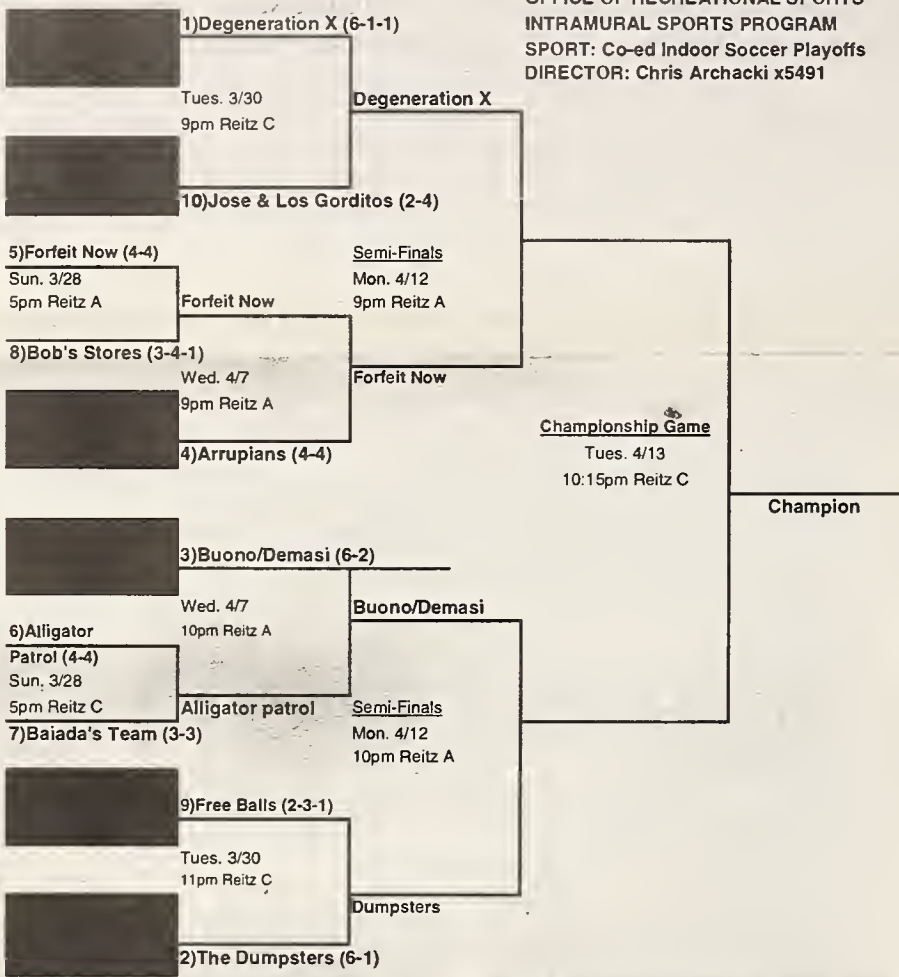 OFFICE OF RECREATIONAL SPORTS
INTRAMURAL SPORTS PROGRAM
SPORT: Co-ed Indoor Soccer Playoffs
DIRECTOR: Chris Archacki x5491
1)Degeneration X (6-1-1)
Tues. 3/30
9pm Reitz C
Degeneration X
10)Jose & Los Gorditos (2-4)
5)Forfeit Now (4-4)
Sun. 3/28
5pm Reitz A
Forfeit Now
8)Bob's Stores (3-4-1)
Semi-Finals
Mon. 4/12
9pm Reitz A
Wed. 4/7
9pm Reitz A
Forfeit Now
4)Arrupians (4-4)
Championship Game
Tues. 4/13
10:15pm Reitz C
Champion
3)Buono/Demasi (6-2)
Wed. 4/7
10pm Reitz A
Buono/Demasi
6)Alligator
Patrol (4-4)
Sun. 3/28
5pm Reitz C
Alligator patrol
7)Baiada's Team (3-3)
Semi-Finals
Mon. 4/12
10pm Reitz A
9)Free Balls (2-3-1)
Tues. 3/30
11pm Reitz C
Dumpsters
2)The Dumpsters (6-1)